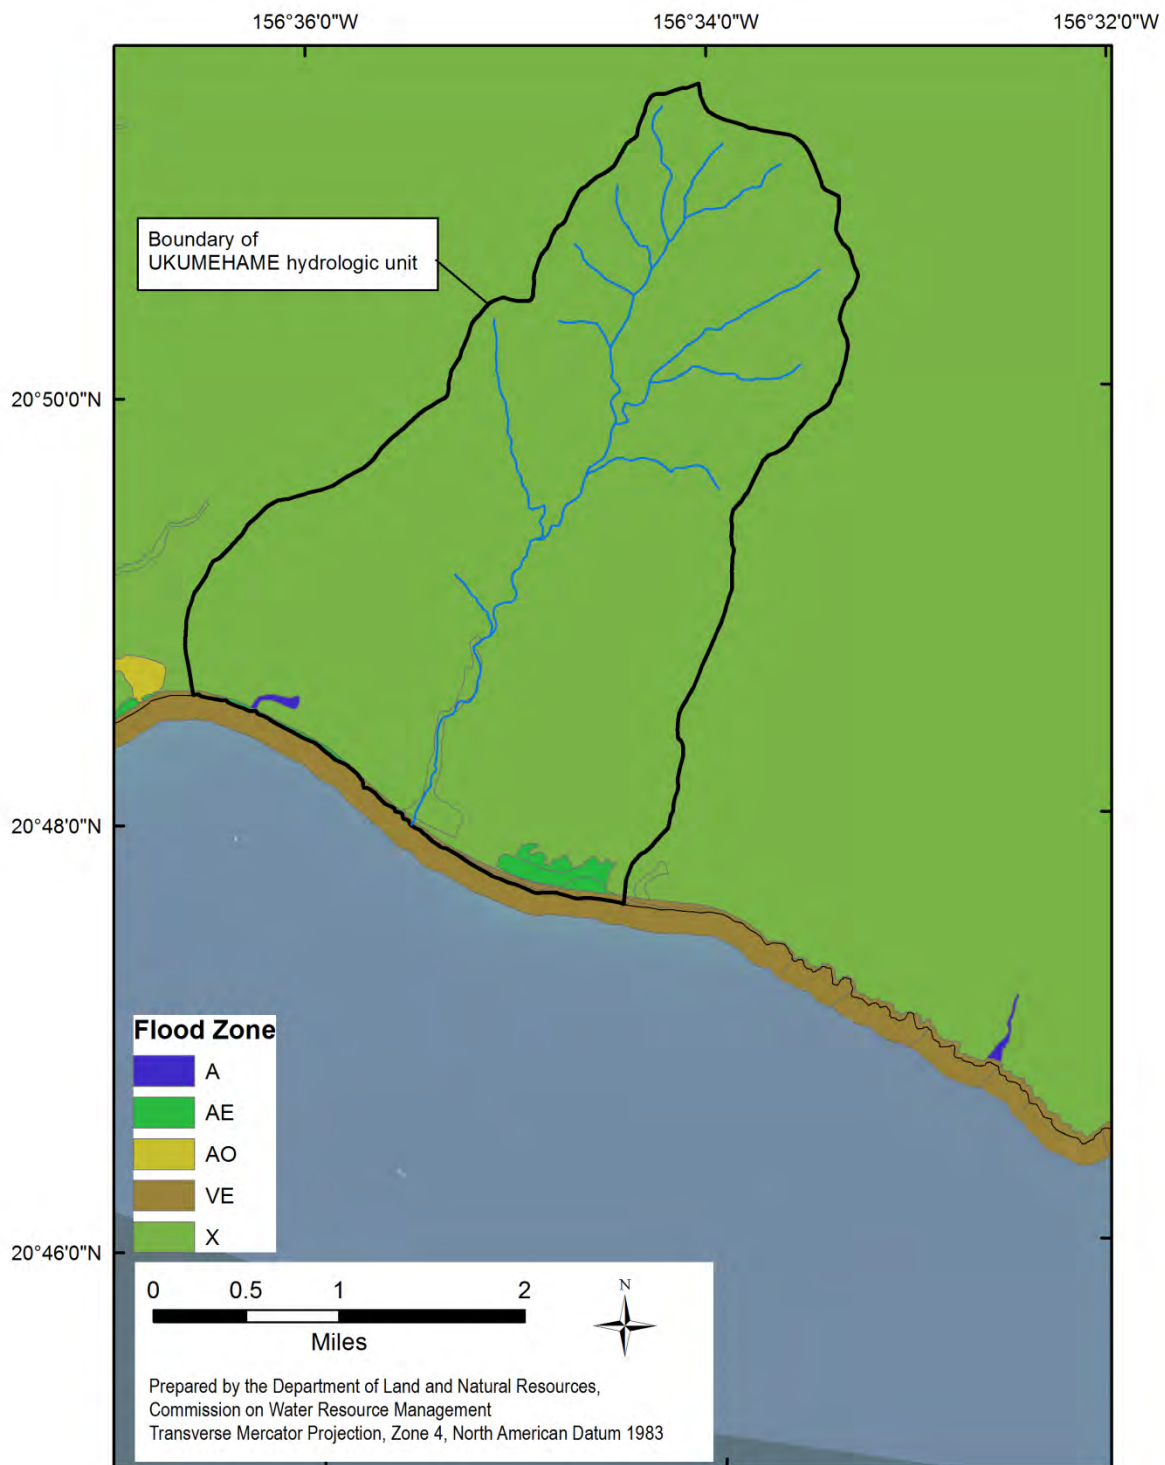 156°36'0"W
156°34'0"W
156°32'0"W
Boundary of
UKUMEHAME hydrologic unit
20°50'0"N
20°48'0"N
Flood Zone
A
AE
AO
VE
X
20°46'0"N
0 0.5 1 2
Miles
N
Prepared by the Department of Land and Natural Resources,
Commission on Water Resource Management
Transverse Mercator Projection, Zone 4, North American Datum 1983